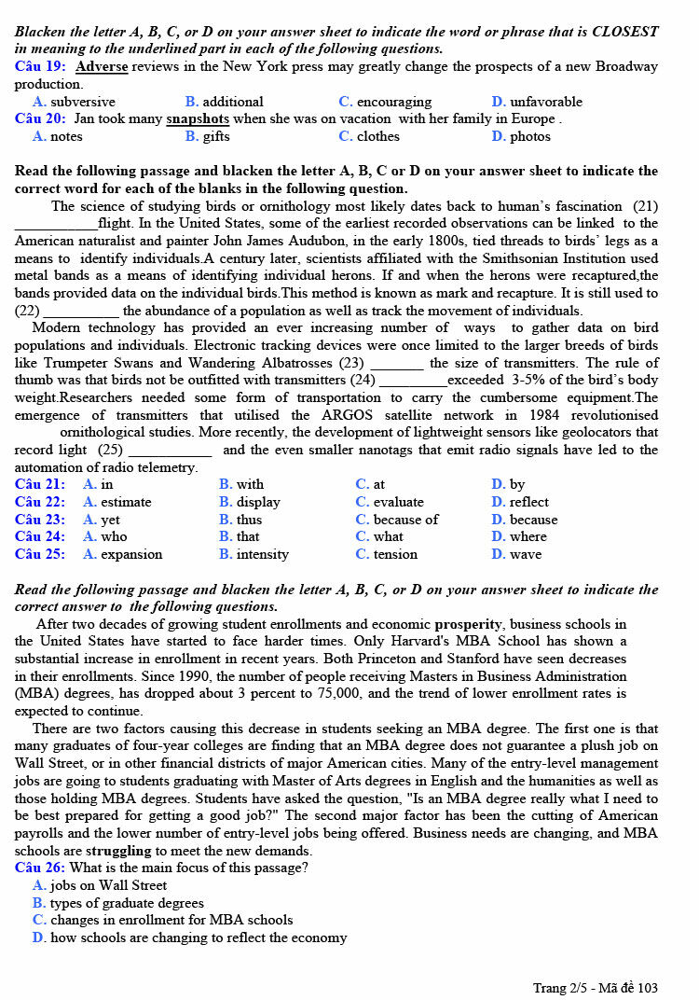 Blacken the letter A, B, C, or D on your answer sheet to indicate the word or phrase that is CLOSEST
in meaning to the underlined part in each of the following questions.
Câu 19: Adverse reviews in the New York press may greatly change the prospects of a new Broadway
production.
A. subversive B. additional C. encouraging D. unfavorable
Câu 20: Jan took many snapshots when she was on vacation with her family in Europe .
A. notes B. gifts C. clothes D. photos
Read the following passage and blacken the letter A, B, C or D on your answer sheet to indicate the
correct word for each of the blanks in the following question.
The science of studying birds or ornithology most likely dates back to human’s fascination (21)
____________flight. In the United States, some of the earliest recorded observations can be linked to the
American naturalist and painter John James Audubon, in the early 1800s, tied threads to birds’ legs as a
means to identify individuals.A century later, scientists affiliated with the Smithsonian Institution used
metal bands as a means of identifying individual herons. If and when the herons were recaptured,the
bands provided data on the individual birds.This method is known as mark and recapture. It is still used to
(22) ___________ the abundance of a population as well as track the movement of individuals.
Modern technology has provided an ever increasing number of ways to gather data on bird
populations and individuals. Electronic tracking devices were once limited to the larger breeds of birds
like Trumpeter Swans and Wandering Albatrosses (23) ________ the size of transmitters. The rule of
thumb was that birds not be outfitted with transmitters (24) __________exceeded 3-5% of the bird’s body
weight.Researchers needed some form of transportation to carry the cumbersome equipment.The
emergence of transmitters that utilised the ARGOS satellite network in 1984 revolutionised
ornithological studies. More recently, the development of lightweight sensors like geolocators that
record light (25) ____________ and the even smaller nanotags that emit radio signals have led to the
automation of radio telemetry.
Câu 21: A. in B. with C. at D. by
Câu 22: A. estimate B. display C. evaluate D. reflect
Câu 23: A. yet B. thus C. because of D. because
Câu 24: A. who B. that C. what D. where
Câu 25: A. expansion B. intensity C. tension D. wave
Read the following passage and blacken the letter A, B, C, or D on your answer sheet to indicate the
correct answer to the following questions.
After two decades of growing student enrollments and economic prosperity, business schools in
the United States have started to face harder times. Only Harvard's MBA School has shown a
substantial increase in enrollment in recent years. Both Princeton and Stanford have seen decreases
in their enrollments. Since 1990, the number of people receiving Masters in Business Administration
(MBA) degrees, has dropped about 3 percent to 75,000, and the trend of lower enrollment rates is
expected to continue.
There are two factors causing this decrease in students seeking an MBA degree. The first one is that
many graduates of four-year colleges are finding that an MBA degree does not guarantee a plush job on
Wall Street, or in other financial districts of major American cities. Many of the entry-level management
jobs are going to students graduating with Master of Arts degrees in English and the humanities as well as
those holding MBA degrees. Students have asked the question, "Is an MBA degree really what I need to
be best prepared for getting a good job?" The second major factor has been the cutting of American
payrolls and the lower number of entry-level jobs being offered. Business needs are changing, and MBA
schools are struggling to meet the new demands.
Câu 26: What is the main focus of this passage?
A. jobs on Wall Street
B. types of graduate degrees
C. changes in enrollment for MBA schools
D. how schools are changing to reflect the economy
Trang 2/5 - Mã đề 103